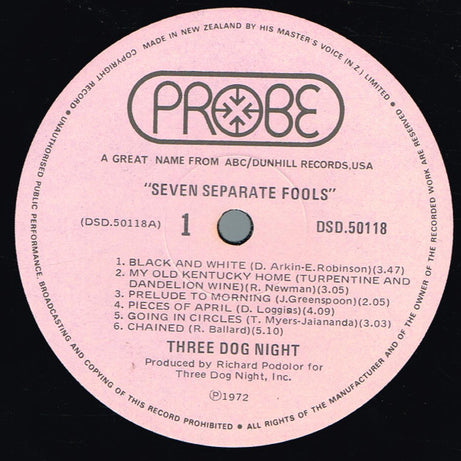 COPYRIGHT RECORD ● MADE IN NEW ZEALAND BY HIS MASTER'S VOICE (N.Z.) LIMITED ● ALL RIGHTS OF THE MANUFACTURER AND OF THE OWNER OF THE RECORDED WORK ARE RESERVED ● UNAUTHORISED PUBLIC PERFORMANCE, BROADCASTING AND COPYING OF THIS RECORD PROHIBITED ●
PROBE
A GREAT NAME FROM ABC/DUNHILL RECORDS,USA
"SEVEN SEPARATE FOOLS"
(DSD.50118A) 1 DSD.50118
1. BLACK AND WHITE (D. Arkin-E.Robinson)(3.47)
2. MY OLD KENTUCKY HOME (TURPENTINE AND
DANDELION WINE)(R. Newman)(3.05)
3. PRELUDE TO MORNING (J.Greenspoon)(2.05)
4. PIECES OF APRIL (D. Loggins)(4.09)
5. GOING IN CIRCLES (T. Myers-Jaiananda)(3.03)
6. CHAINED (R. Ballard)(5.10)
THREE DOG NIGHT
Produced by Richard Podolor for
Three Dog Night, Inc.
Ⓟ1972